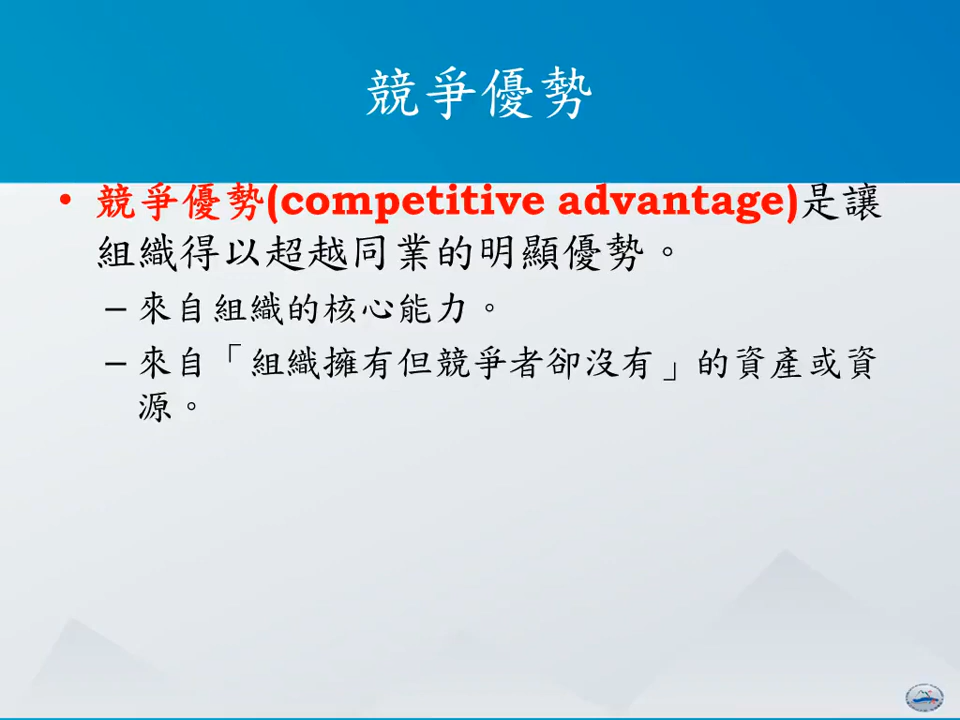 競爭優勢
• 競爭優勢(competitive advantage)是讓
組織得以超越同業的明顯優勢。
– 來自組織的核心能力。
– 來自「組織擁有但競爭者卻沒有」的資產或資
源。